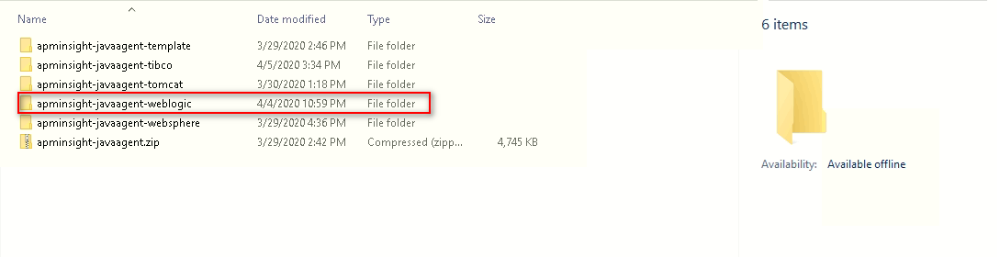 Name Date modified Type Size
apminsight-javaagent-template 3/29/2020 2:46 PM File folder
apminsight-javaagent-tibco 4/5/2020 3:34 PM File folder
apminsight-javaagent-tomcat 3/30/2020 1:18 PM File folder
apminsight-javaagent-weblogic 4/4/2020 10:59 PM File folder
apminsight-javaagent-websphere 3/29/2020 4:36 PM File folder
apminsight-javaagent.zip 3/29/2020 2:42 PM Compressed (zipp... 4,745 KB
6 items
Availability: Available offline